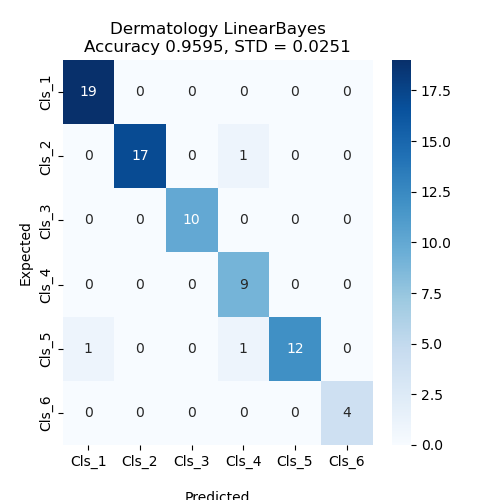 Dermatology LinearBayes
Accuracy 0.9595, STD = 0.0251
Expected
Cls_1 19 0 0 0 0 0
Cls_2 0 17 0 1 0 0
Cls_3 0 0 10 0 0 0
Cls_4 0 0 0 9 0 0
Cls_5 1 0 0 1 12 0
Cls_6 0 0 0 0 0 4
Cls_1 Cls_2 Cls_3 Cls_4 Cls_5 Cls_6
Predicted
17.5
15.0
12.5
10.0
7.5
5.0
2.5
0.0